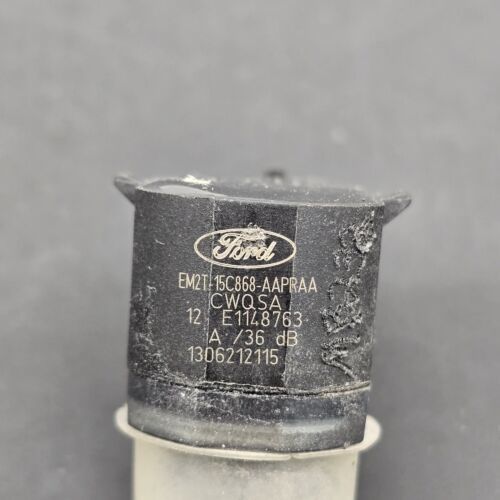 Ford
EM2T-15C868-AAPRAA
CWQSA
12 E1148763
A /36 dB
1306212115